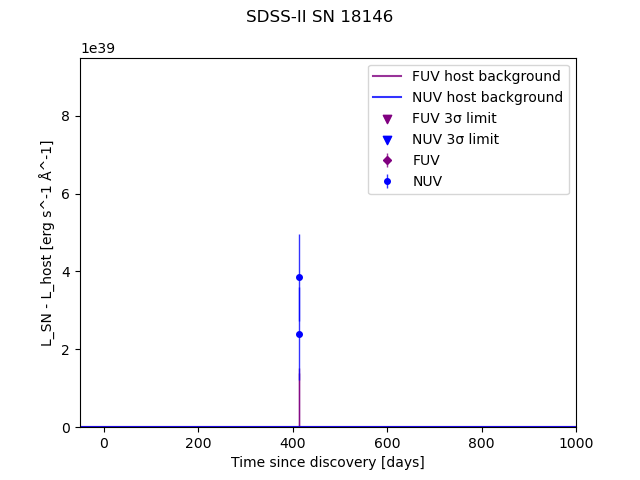 SDSS-II SN 18146
1e39
FUV host background
NUV host background
FUV 3σ limit
NUV 3σ limit
FUV
NUV
8
6
4
2
0
L_SN - L_host [erg s^-1 Å^-1]
0 200 400 600 800 1000
Time since discovery [days]